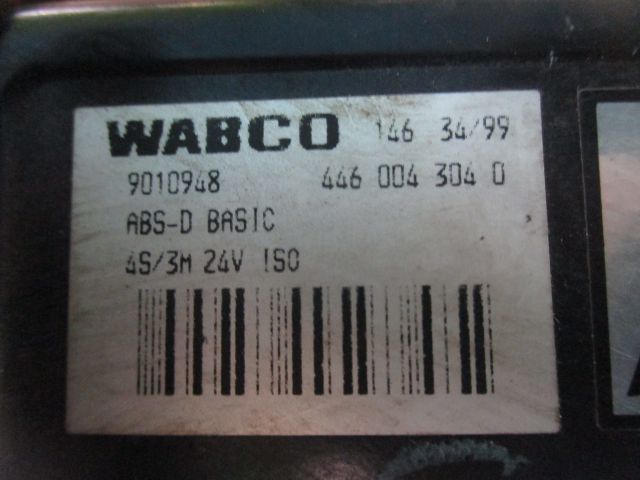 WABCO 146 34/99
9010948 446 004 304 0
ABS-D BASIC
4S/3M 24V ISO